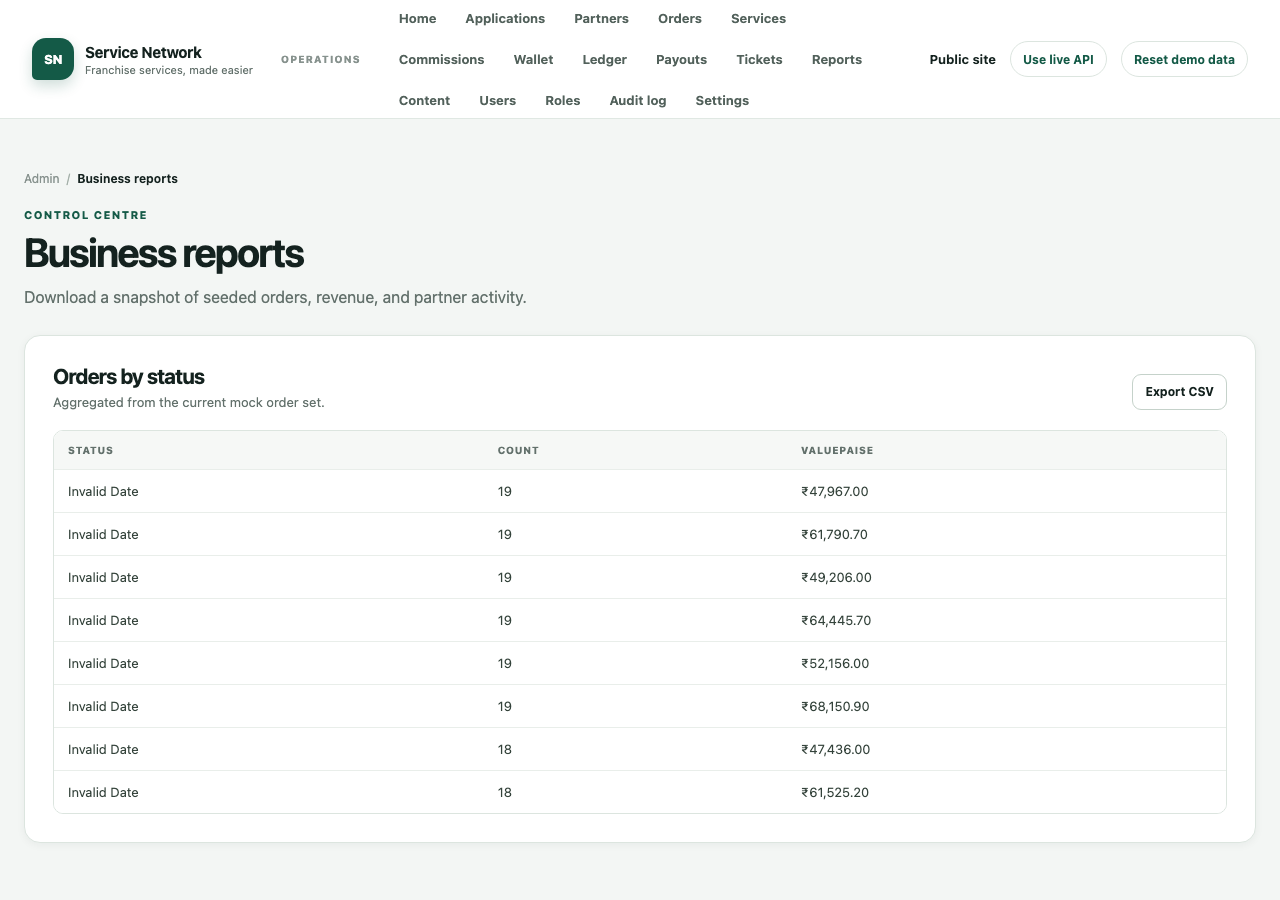 SN
Service Network
Franchise services, made easier
OPERATIONS
Home Applications Partners Orders Services
Commissions Wallet Ledger Payouts Tickets Reports
Content Users Roles Audit log Settings
Public site Use live API Reset demo data
Admin / Business reports
CONTROL CENTRE
Business reports
Download a snapshot of seeded orders, revenue, and partner activity.
Orders by status
Aggregated from the current mock order set.
Export CSV
STATUS COUNT VALUEPAISE
Invalid Date 19 ₹47,967.00
Invalid Date 19 ₹61,790.70
Invalid Date 19 ₹49,206.00
Invalid Date 19 ₹64,445.70
Invalid Date 19 ₹52,156.00
Invalid Date 19 ₹68,150.90
Invalid Date 18 ₹47,436.00
Invalid Date 18 ₹61,525.20